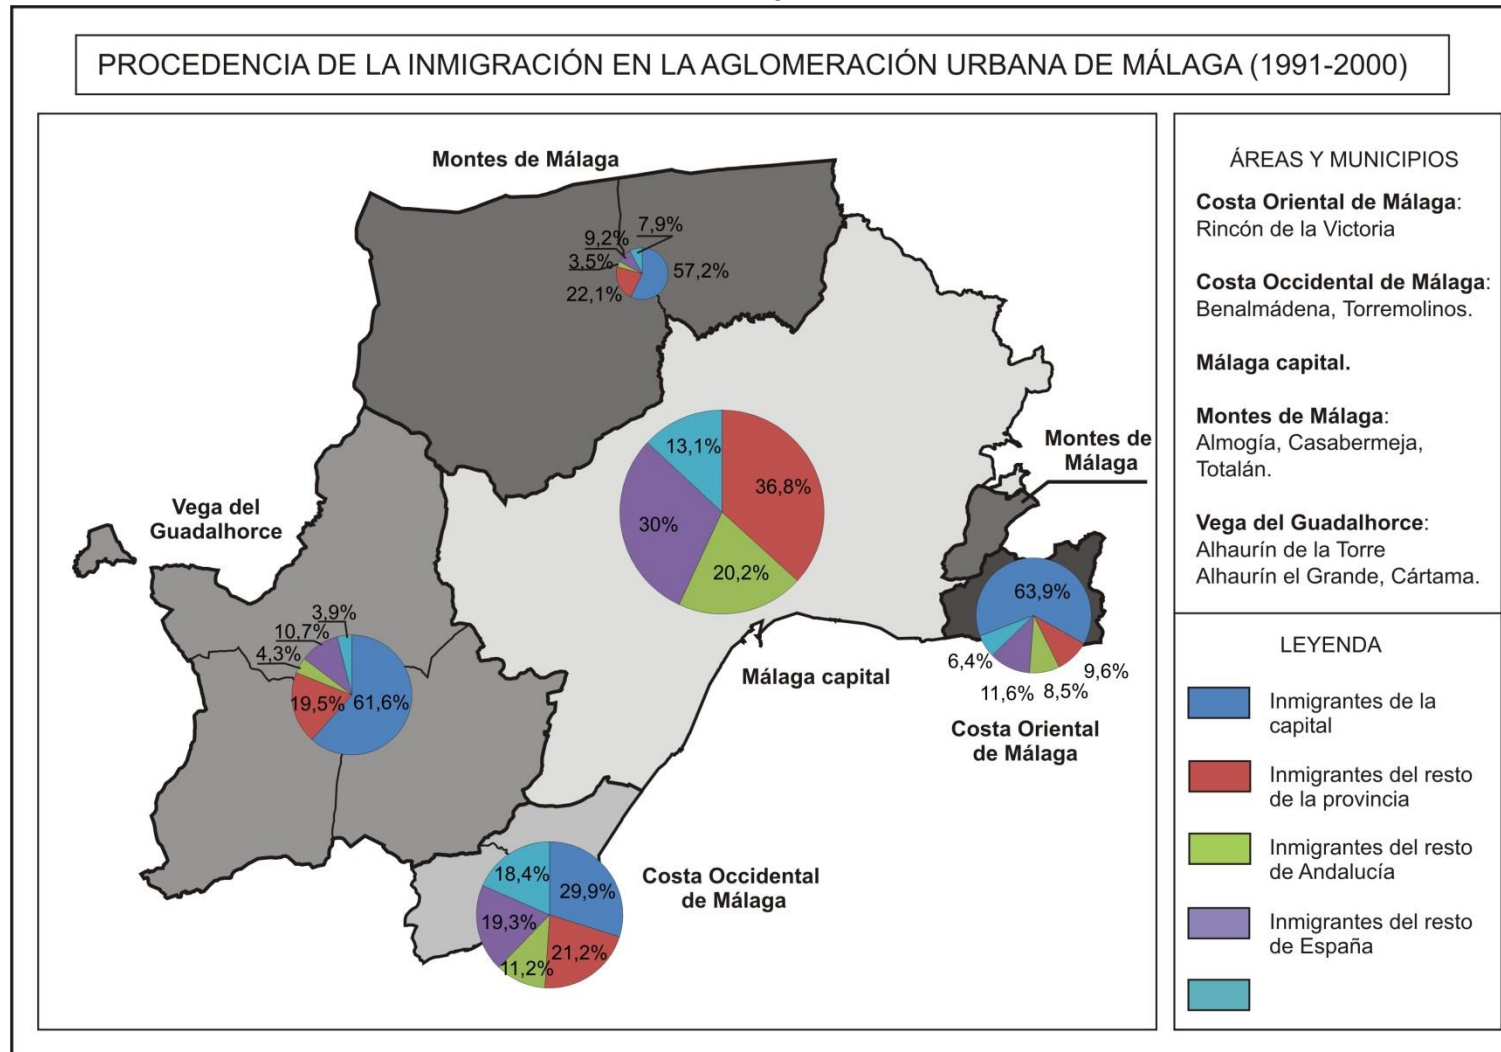 PROCEDENCIA DE LA INMIGRACIÓN EN LA AGLOMERACIÓN URBANA DE MÁLAGA (1991-2000)
Montes de Málaga
7,9%
9,2%
3,5%
57,2%
22,1%
13,1%
36,8%
30%
20,2%
Montes de
Málaga
Vega del
Guadalhorce
3,9%
10,7%
4,3%
19,5%
61,6%
63,9%
6,4%
9,6%
11,6%
8,5%
Málaga capital
Costa Oriental
de Málaga
18,4%
29,9%
19,3%
21,2%
11,2%
Costa Occidental
de Málaga
ÁREAS Y MUNICIPIOS
Costa Oriental de Málaga:
Rincón de la Victoria
Costa Occidental de Málaga:
Benalmádena, Torremolinos.
Málaga capital.
Montes de Málaga:
Almogía, Casabermeja,
Totalán.
Vega del Guadalhorce:
Alhaurín de la Torre
Alhaurín el Grande, Cártama.
LEYENDA
Inmigrantes de la
capital
Inmigrantes del resto
de la provincia
Inmigrantes del resto
de Andalucía
Inmigrantes del resto
de España